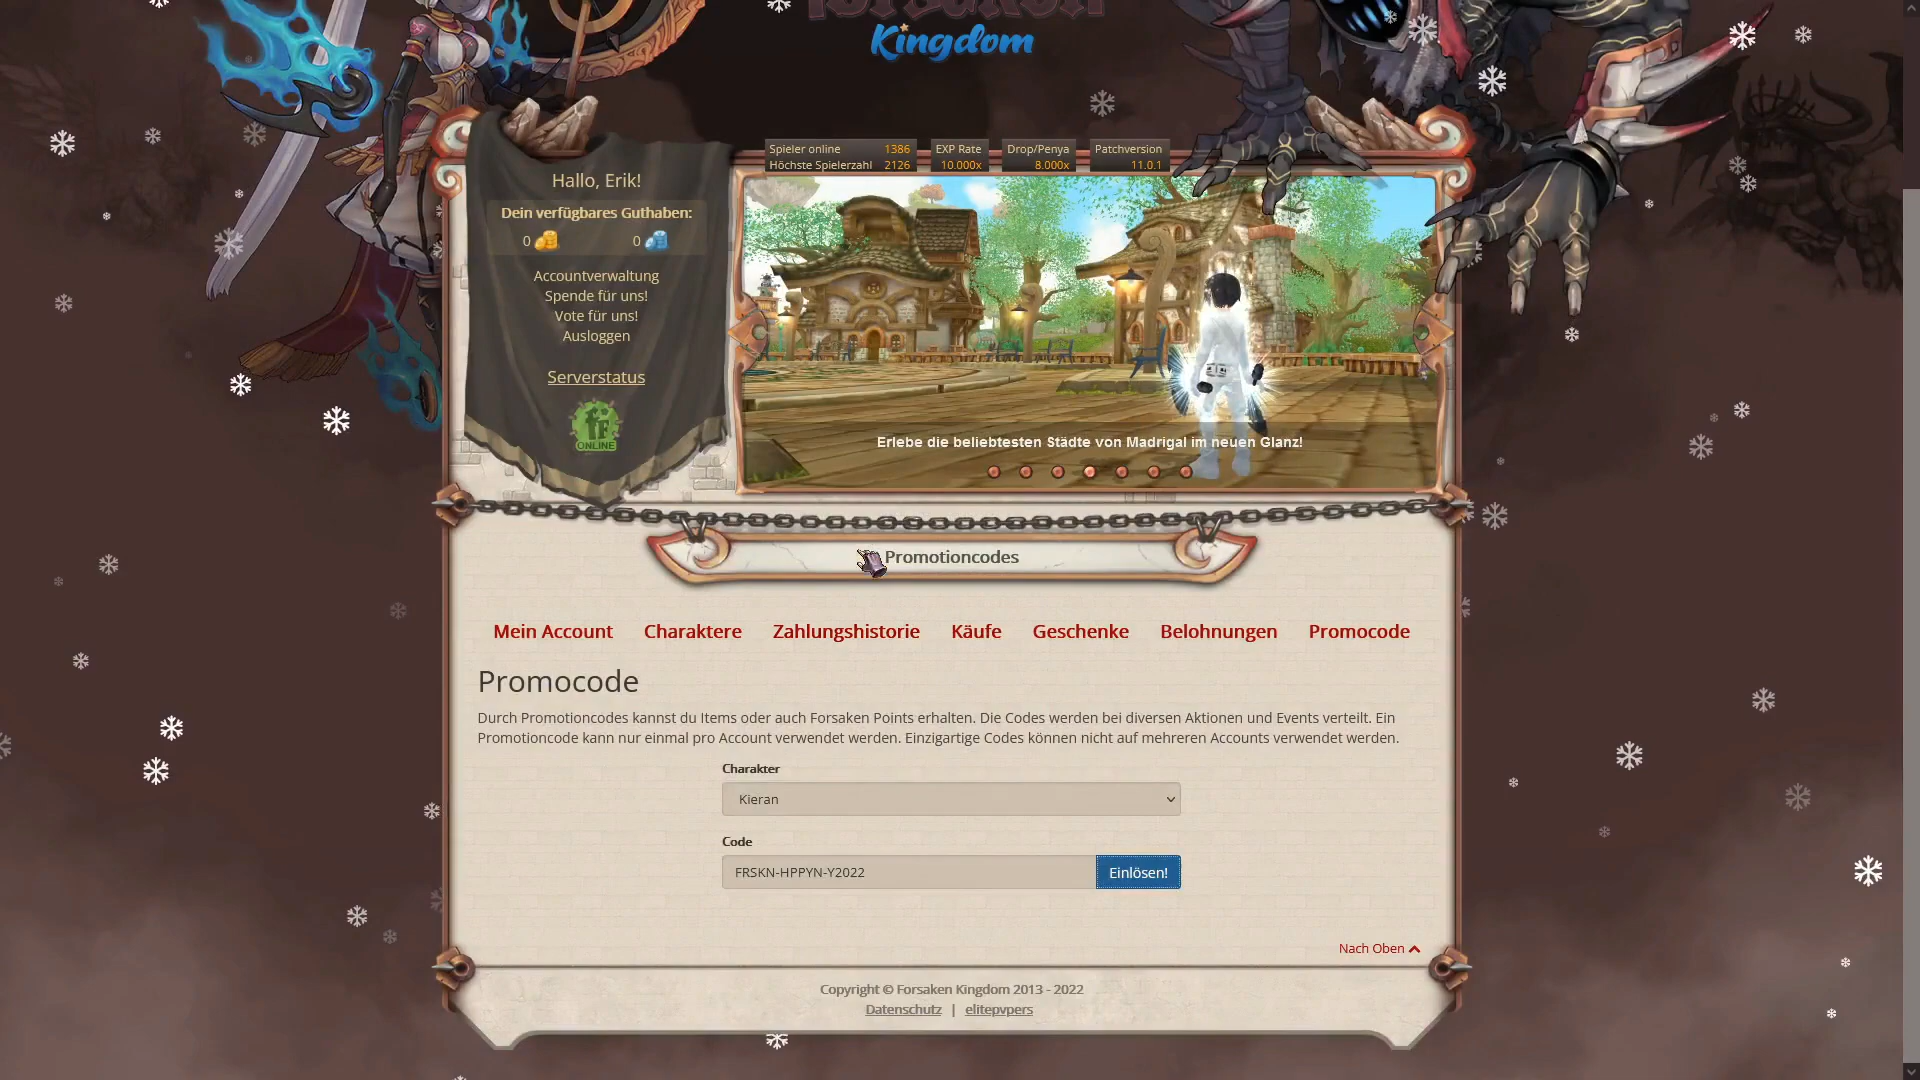 Kingdom
Spieler online 1386
Höchste Spielerzahl 2126
EXP Rate
10.000x
Drop/Penya
8.000x
Patchversion
11.0.1
Hallo, Erik!
Dein verfügbares Guthaben:
0 0
Accountverwaltung
Spende für uns!
Vote für uns!
Ausloggen
Serverstatus
ONLINE
Erlebe die beliebtesten Städte von Madrigal im neuen Glanz!
Promotioncodes
Mein Account Charaktere Zahlungshistorie Käufe Geschenke Belohnungen Promocode
Promocode
Durch Promotioncodes kannst du Items oder auch Forsaken Points erhalten. Die Codes werden bei diversen Aktionen und Events verteilt. Ein
Promotioncode kann nur einmal pro Account verwendet werden. Einzigartige Codes können nicht auf mehreren Accounts verwendet werden.
Charakter
Kieran
Code
FRSKN-HPPYN-Y2022 Einlösen!
Nach Oben
Copyright © Forsaken Kingdom 2013 - 2022
Datenschutz | elitepvpers